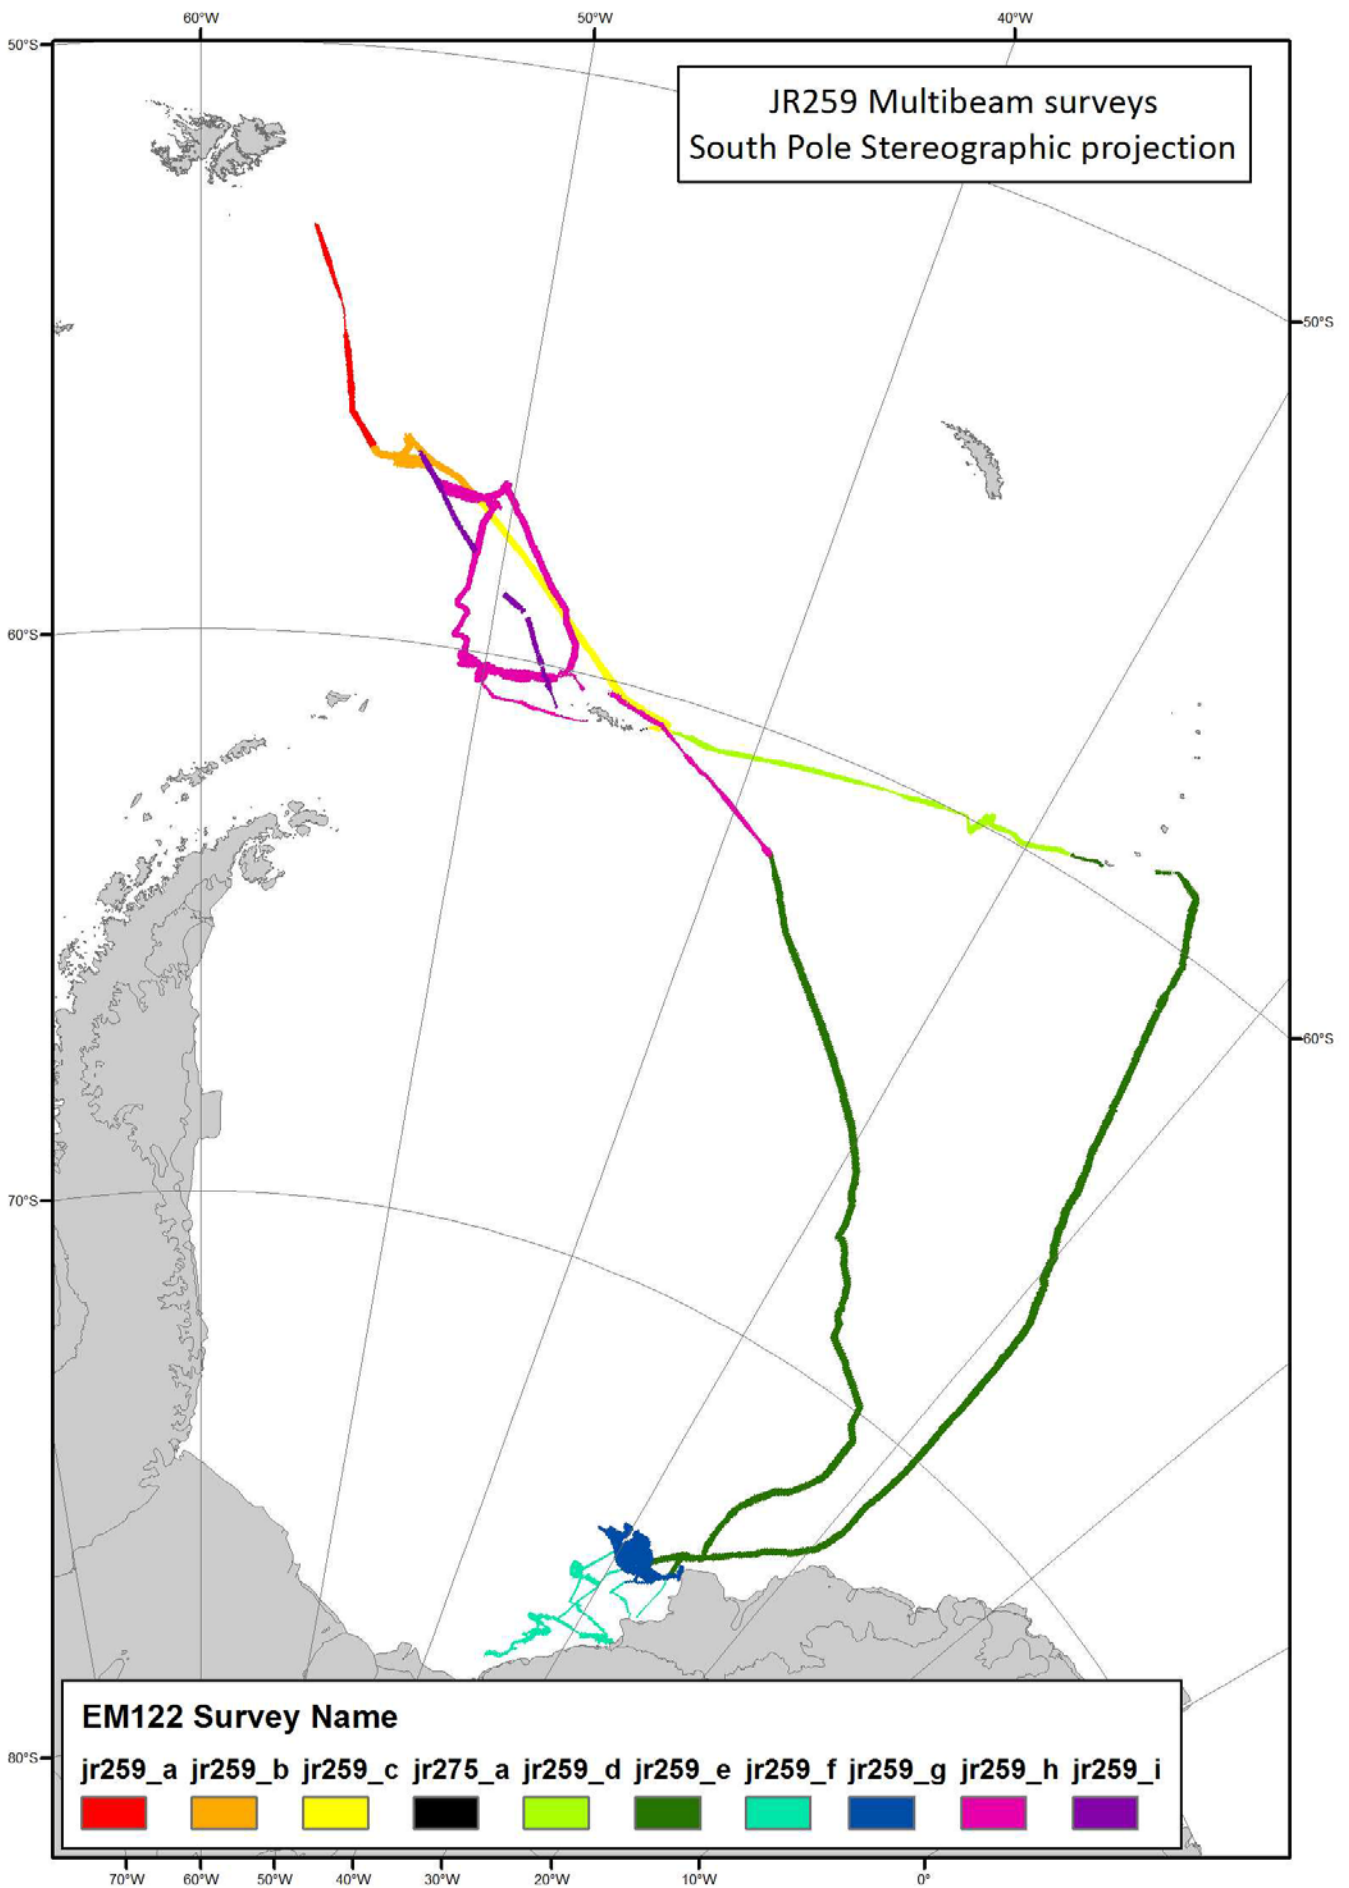 60°W 50°W 40°W
50°S
JR259 Multibeam surveys
South Pole Stereographic projection
50°S
60°S
60°S
70°S
EM122 Survey Name
80°S
jr259_a jr259_b jr259_c jr275_a jr259_d jr259_e jr259_f jr259_g jr259_h jr259_i
70°W 60°W 50°W 40°W 30°W 20°W 10°W 0°